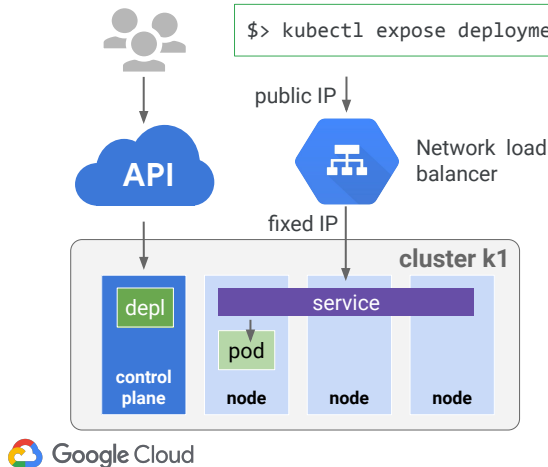 $> kubectl expose deployme
public IP
API
Network load
balancer
fixed IP
cluster k1
depl
service
pod
control
plane
node
node
node
Google Cloud